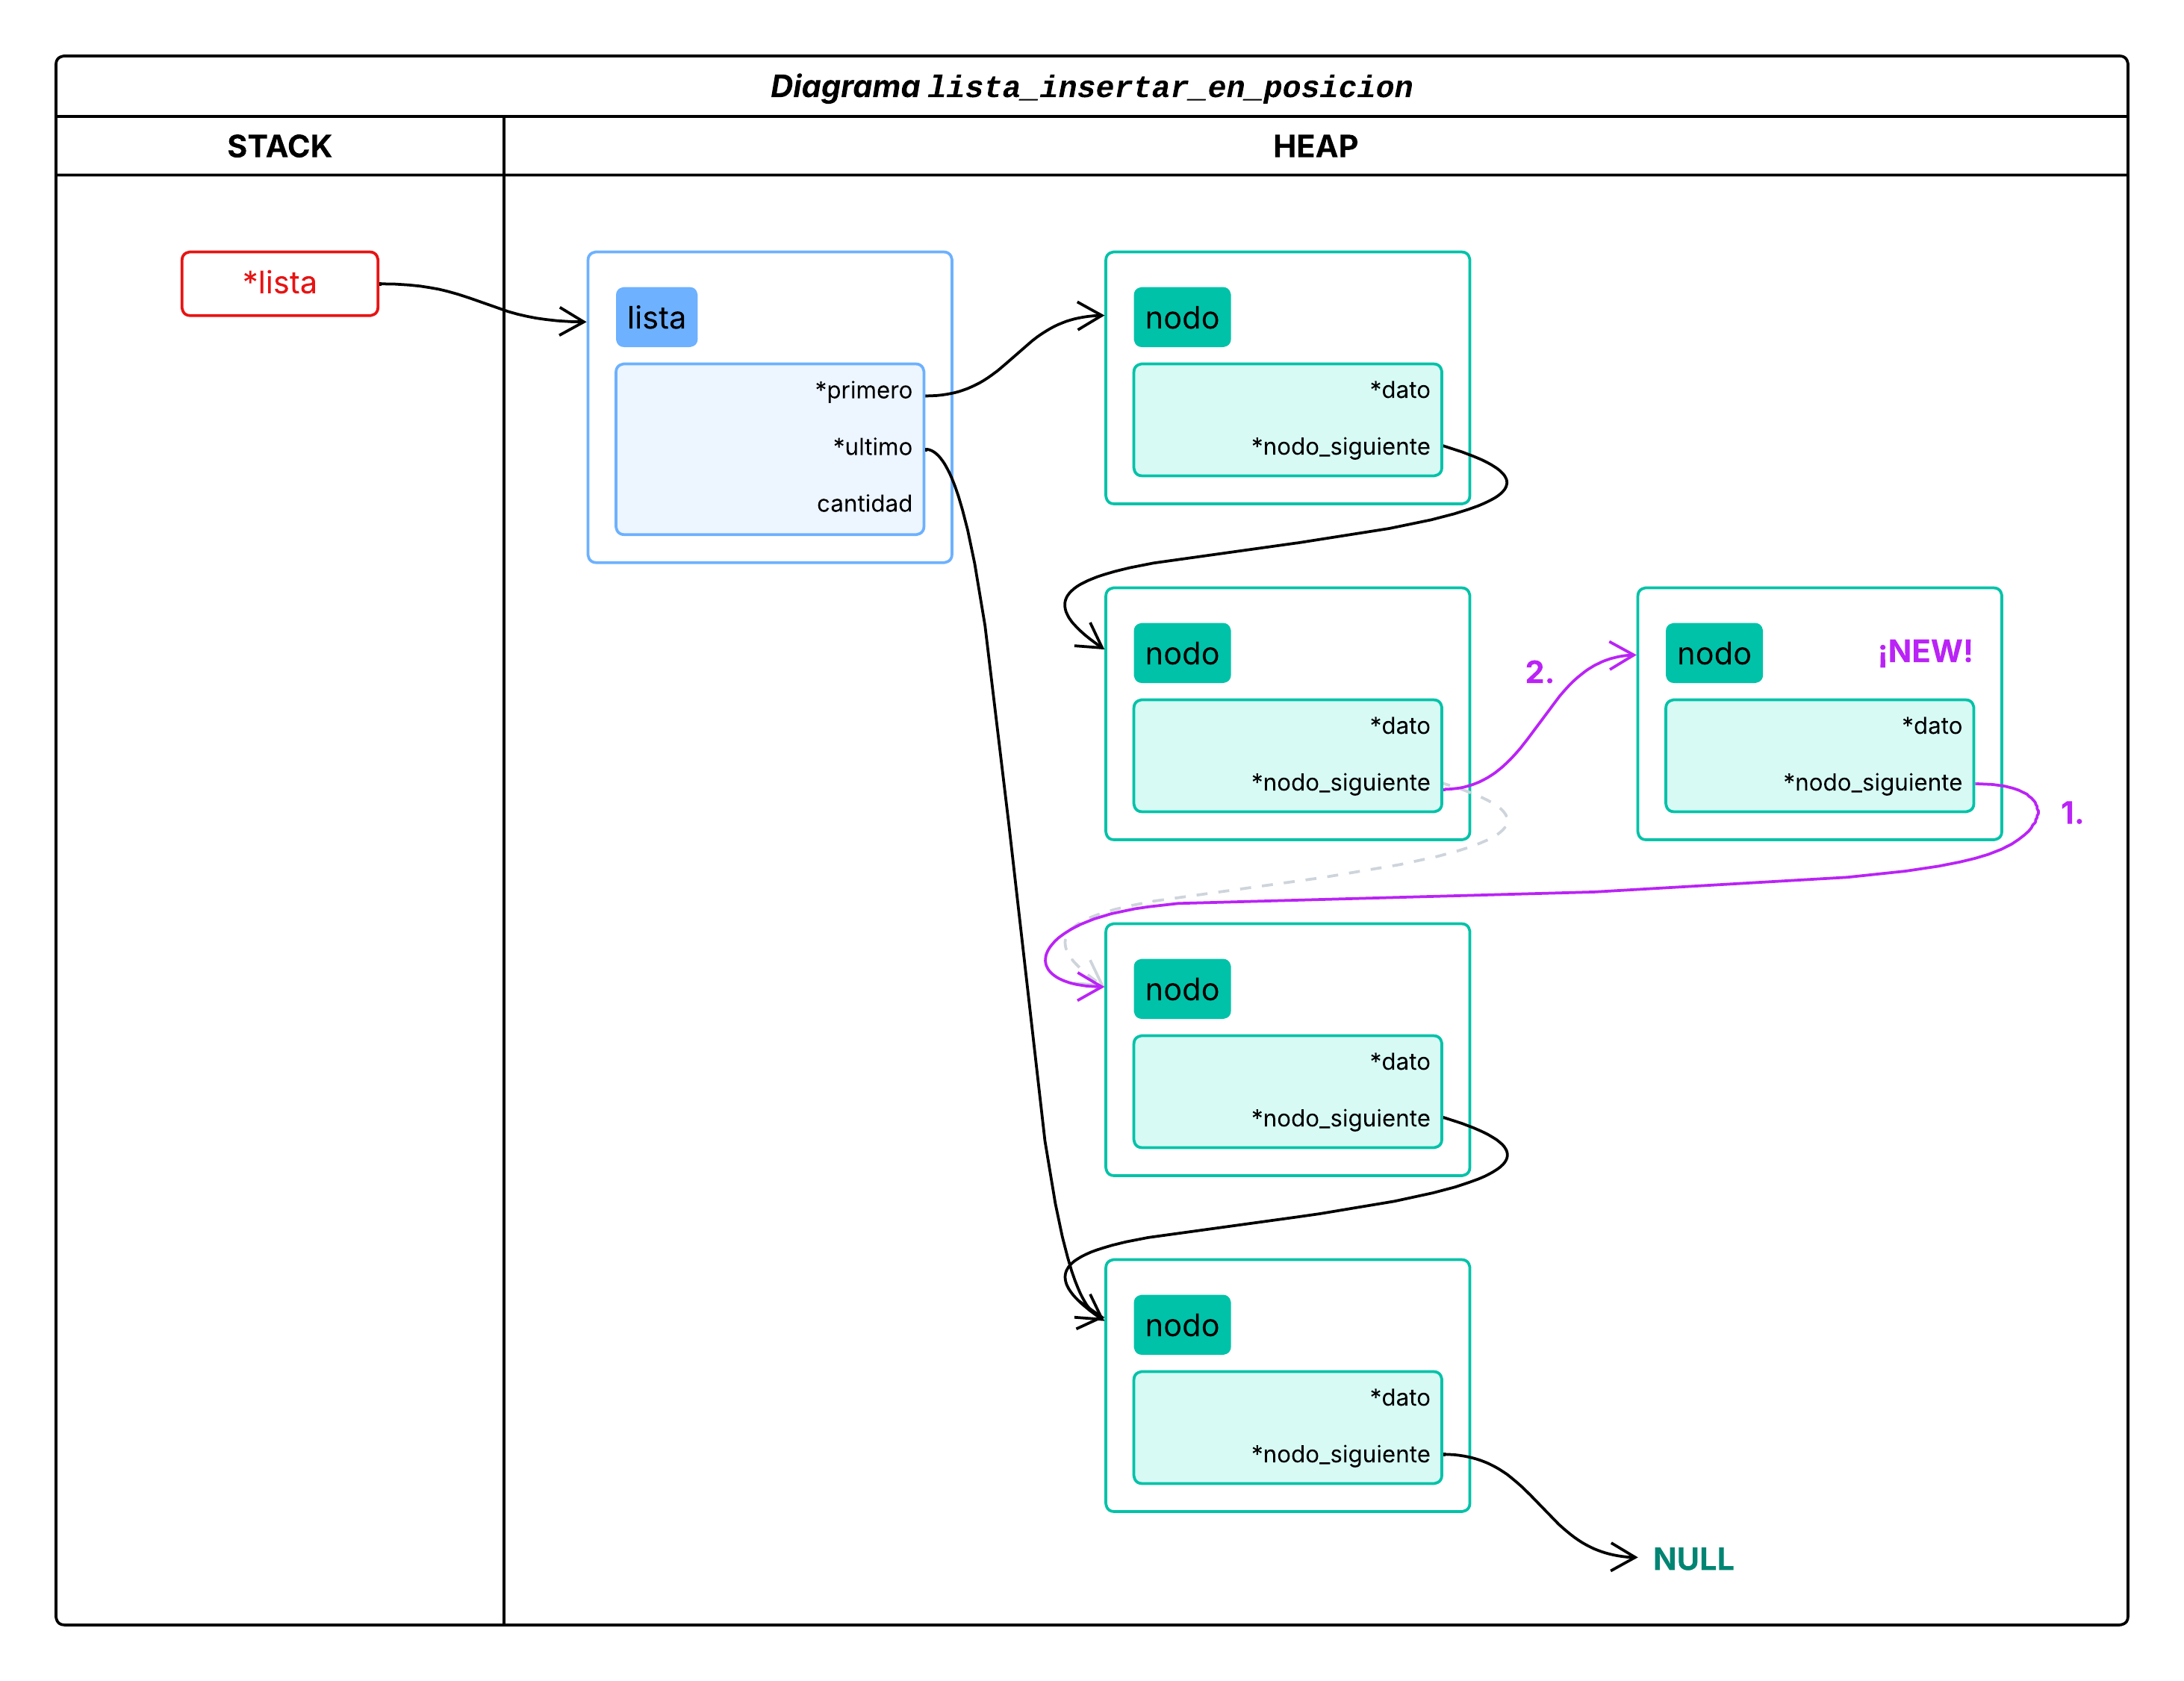 Diagrama lista_insertar_en_posicion
STACK
HEAP
*lista
lista
*primero
*ultimo
cantidad
nodo
*dato
*nodo_siguiente
nodo
*dato
*nodo_siguiente
2.
nodo
¡NEW!
*dato
*nodo_siguiente
1.
nodo
*dato
*nodo_siguiente
nodo
*dato
*nodo_siguiente
NULL